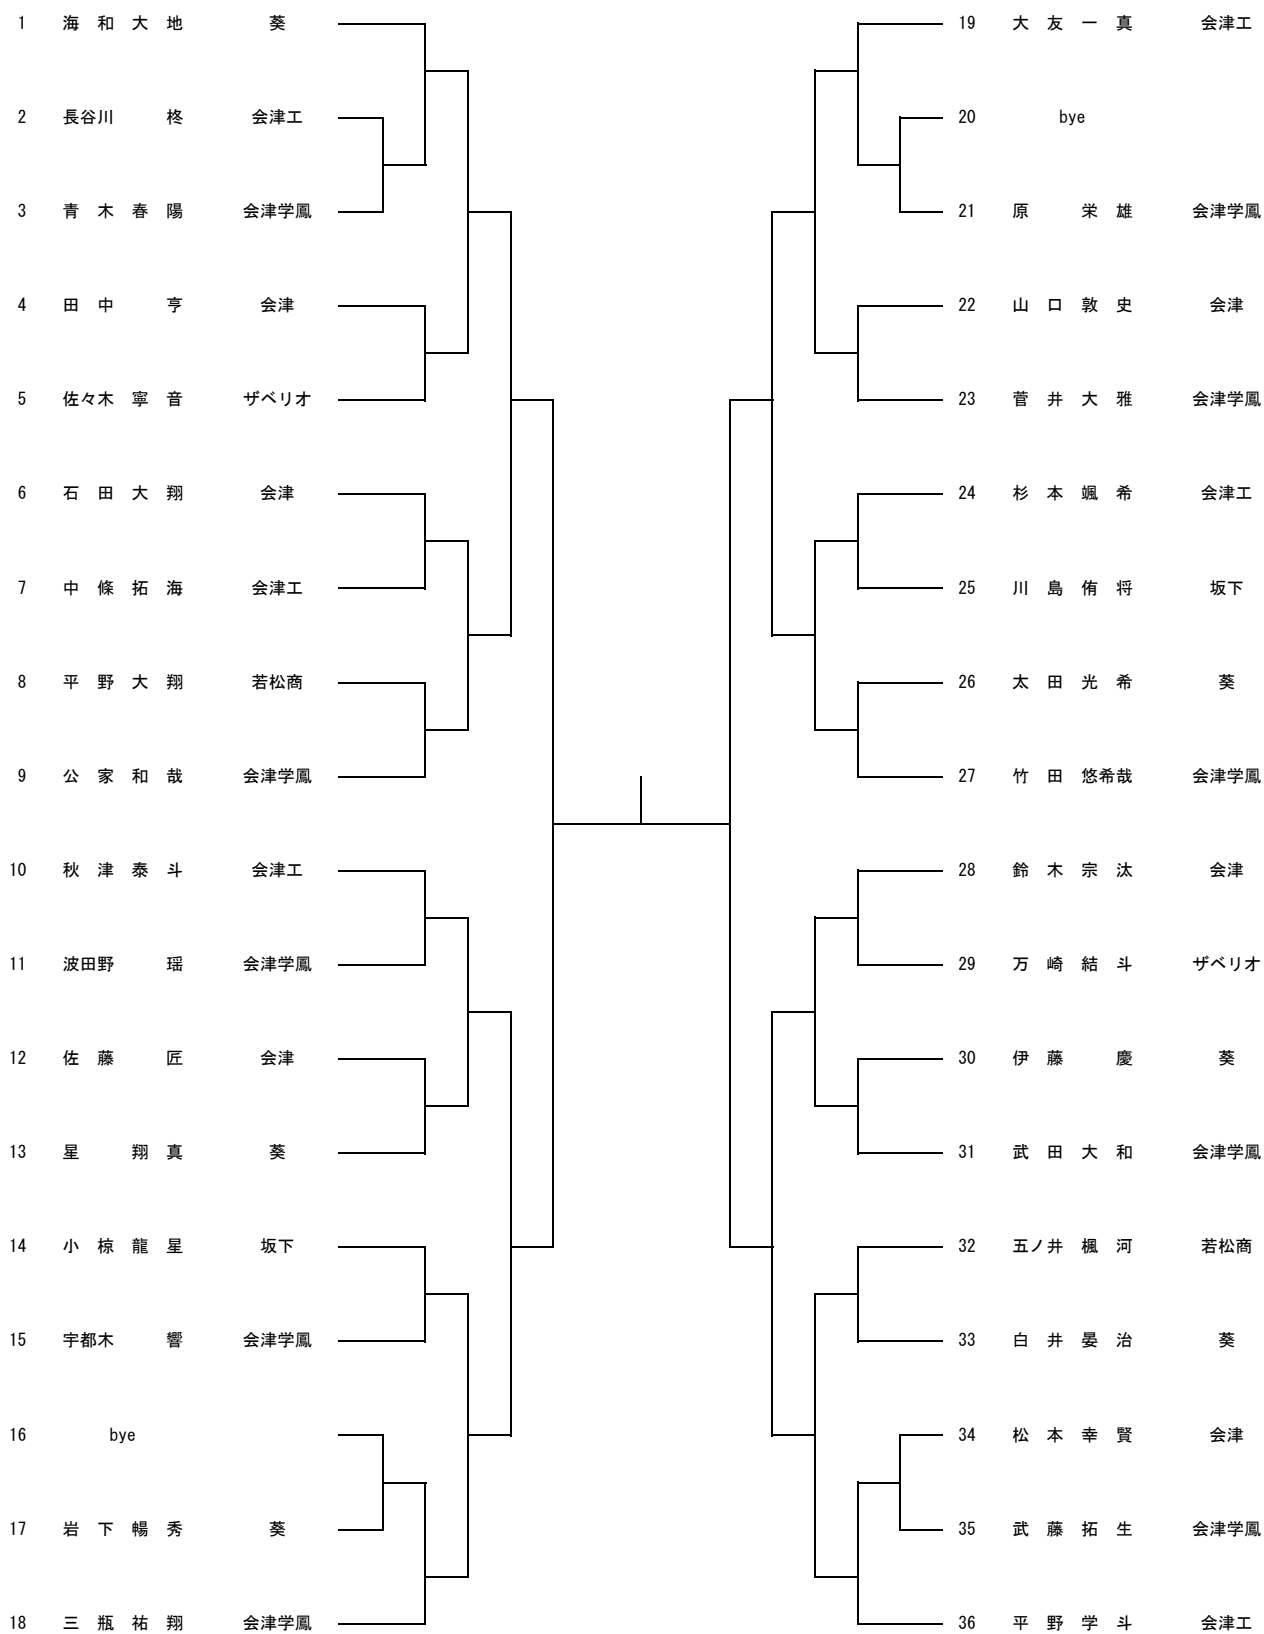 1 海 和 大 地 葵
2 長谷川 柊 会津工
3 青 木 春 陽 会津学鳳
4 田 中 亨 会津
5 佐々木 寧 音 ザベリオ
6 石 田 大 翔 会津
7 中 條 拓 海 会津工
8 平 野 大 翔 若松商
9 公 家 和 哉 会津学鳳
10 秋 津 泰 斗 会津工
11 波田野 瑶 会津学鳳
12 佐 藤 匠 会津
13 星 翔 真 葵
14 小 椋 龍 星 坂下
15 宇都木 響 会津学鳳
16 bye
17 岩 下 暢 秀 葵
18 三 瓶 祐 翔 会津学鳳
19 大 友 一 真 会津工
20 bye
21 原 栄 雄 会津学鳳
22 山 口 敦 史 会津
23 菅 井 大 雅 会津学鳳
24 杉 本 颯 希 会津工
25 川 島 侑 将 坂下
26 太 田 光 希 葵
27 竹 田 悠希哉 会津学鳳
28 鈴 木 宗 汰 会津
29 万 崎 結 斗 ザベリオ
30 伊 藤 慶 葵
31 武 田 大 和 会津学鳳
32 五ノ井 楓 河 若松商
33 白 井 晏 治 葵
34 松 本 幸 賢 会津
35 武 藤 拓 生 会津学鳳
36 平 野 学 斗 会津工